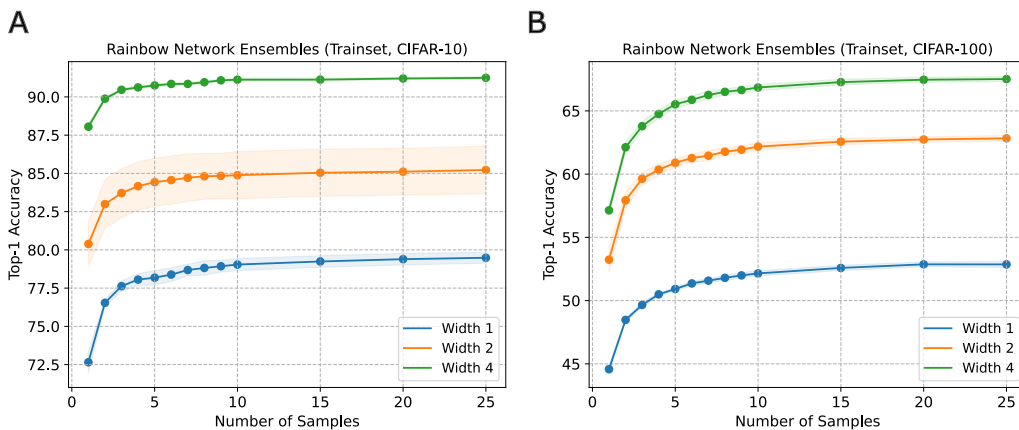 A
Rainbow Network Ensembles (Trainset, CIFAR-10)
Top-1 Accuracy
90.0
87.5
85.0
82.5
80.0
77.5
75.0
72.5
0
5
10
15
20
25
Number of Samples
Width 1
Width 2
Width 4
B
Rainbow Network Ensembles (Trainset, CIFAR-100)
Top-1 Accuracy
65
60
55
50
45
0
5
10
15
20
25
Number of Samples
Width 1
Width 2
Width 4